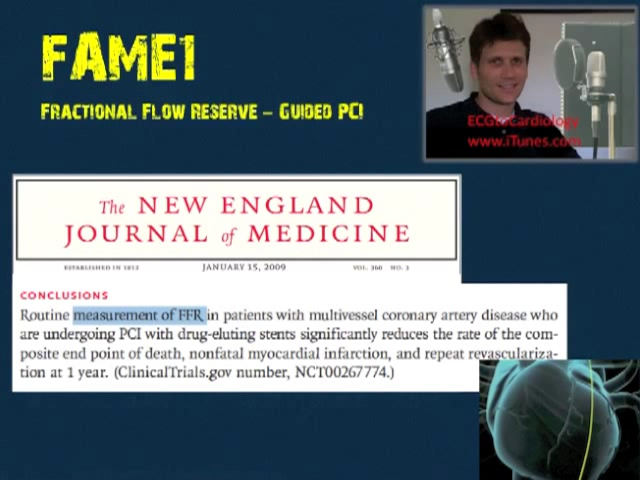 FAME1
FRACTIONAL FLOW RESERVE – GUIDED PCI
www.iTunes.com
The NEW ENGLAND
JOURNAL of MEDICINE
ESTABLISHED IN 1812 JANUARY 15, 2009 VOL. 360 NO. 3
CONCLUSIONS
Routine measurement of FFR in patients with multivessel coronary artery disease who
are undergoing PCI with drug-eluting stents significantly reduces the rate of the com-
posite end point of death, nonfatal myocardial infarction, and repeat revasculariza-
tion at 1 year. (ClinicalTrials.gov number, NCT00267774.)